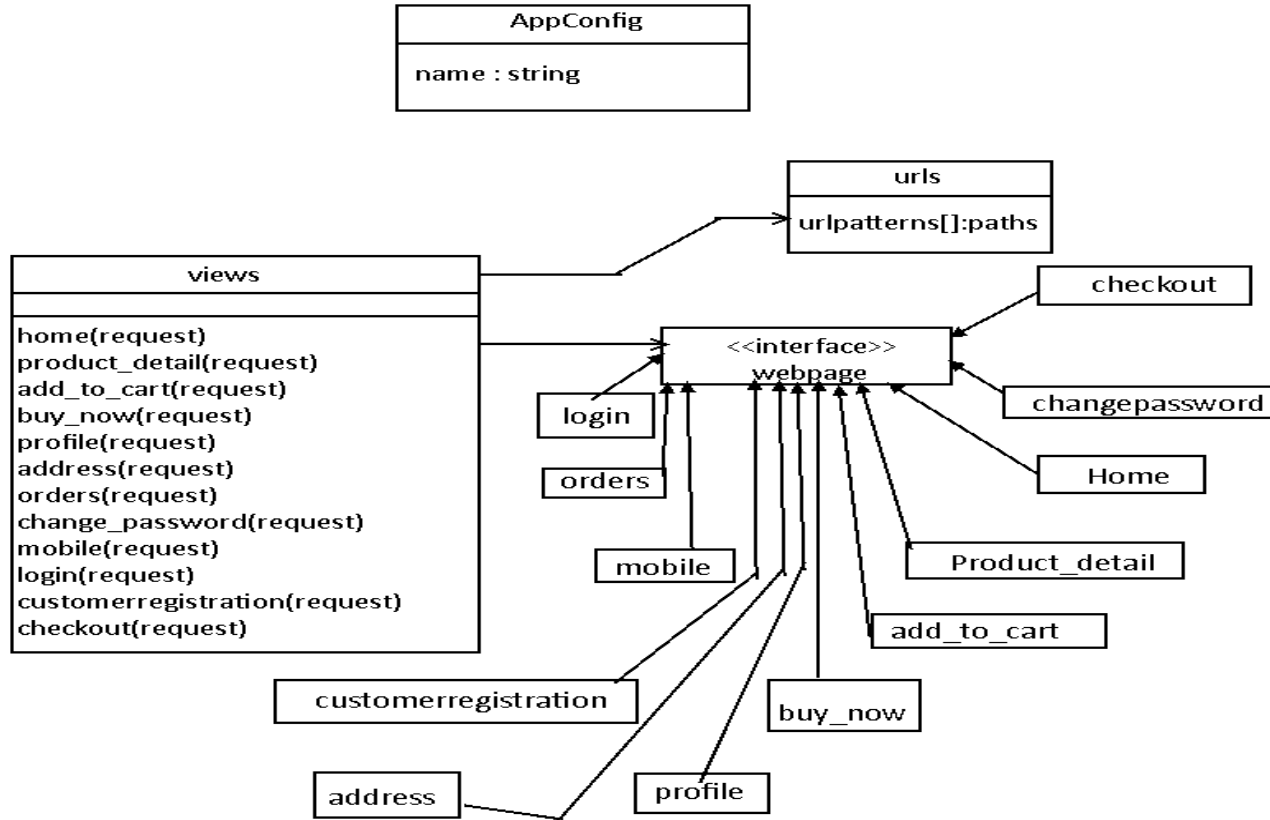 AppConfig
name : string
urls
urlpatterns[]:paths
views
home(request)
product_detail(request)
add_to_cart(request)
buy_now(request)
profile(request)
address(request)
orders(request)
change_password(request)
mobile(request)
login(request)
customerregistration(request)
checkout(request)
<<interface>>
webpage
checkout
changepassword
login
Home
orders
Product_detail
mobile
add_to_cart
customerregistration
buy_now
address
profile